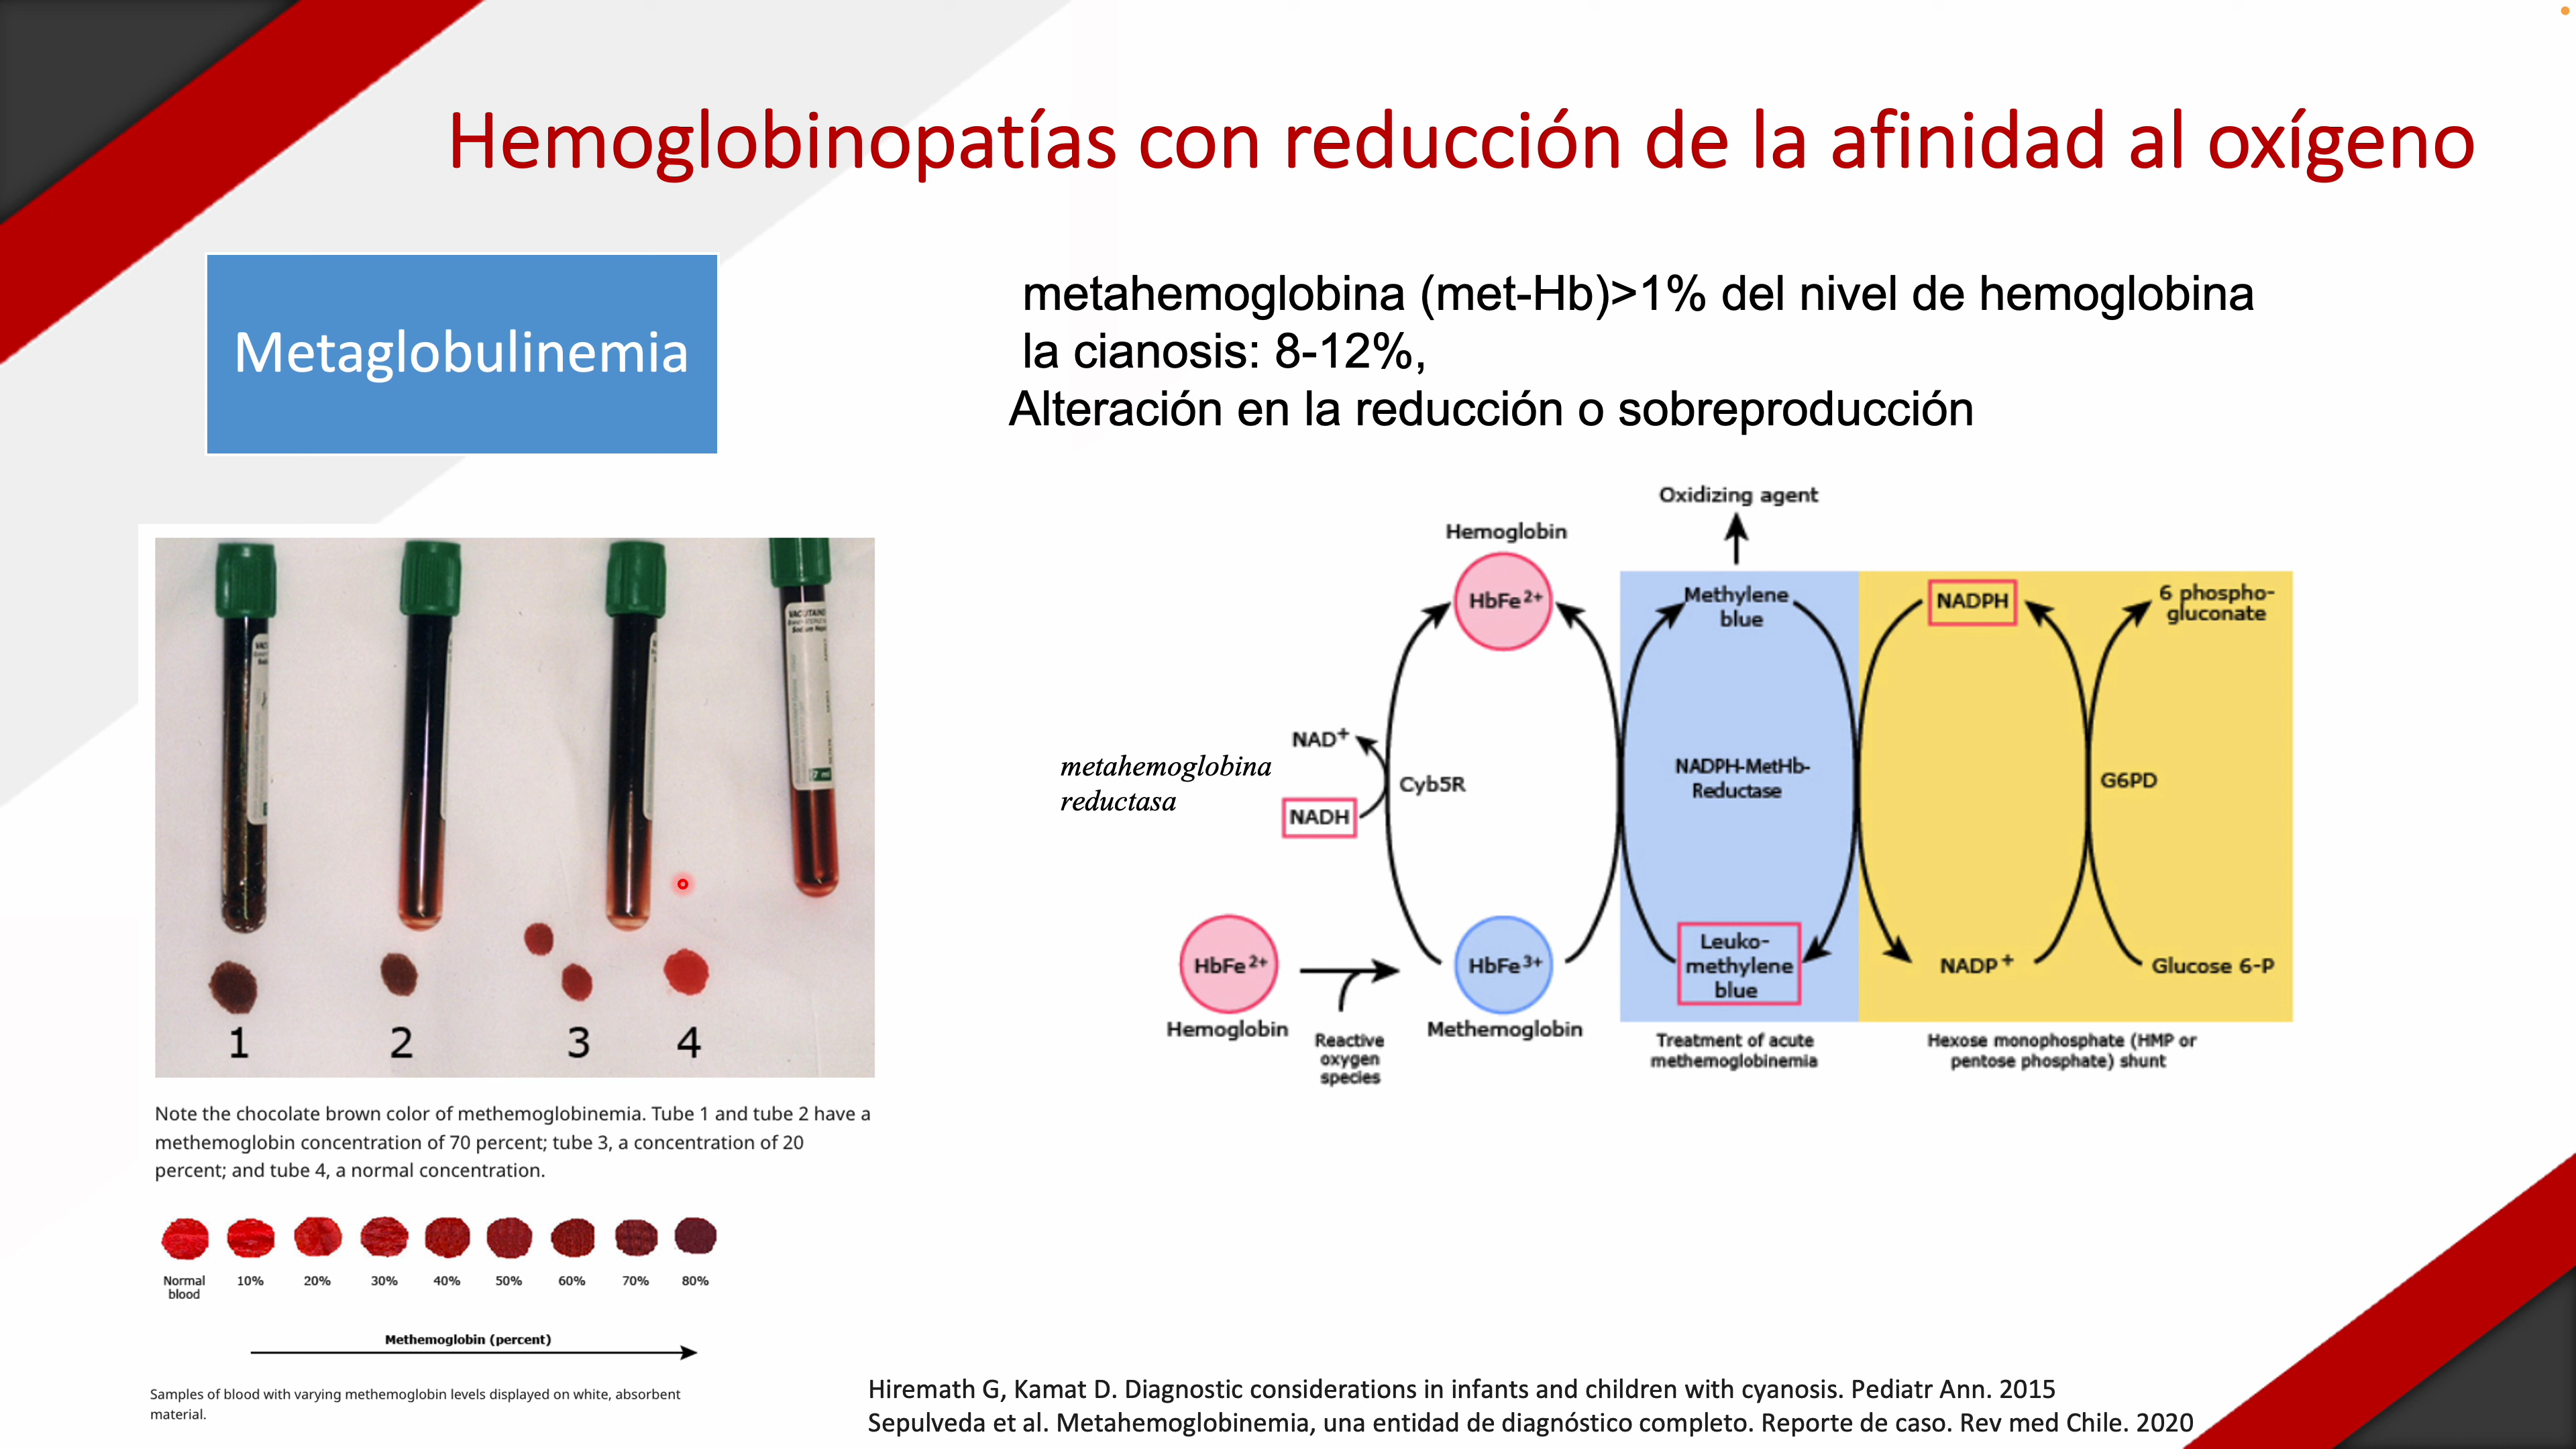 Hemoglobinopatías con reducción de la afinidad al oxígeno
Metaglobulinemia
metahemoglobina (met-Hb)>1% del nivel de hemoglobina
la cianosis: 8-12%,
Alteración en la reducción o sobreproducción
1
2
3
4
Note the chocolate brown color of methemoglobinemia. Tube 1 and tube 2 have a
methemoglobin concentration of 70 percent; tube 3, a concentration of 20
percent; and tube 4, a normal concentration.
Normal
blood
10%
20%
30%
40%
50%
60%
70%
80%
Methemoglobin (percent)
Samples of blood with varying methemoglobin levels displayed on white, absorbent
material.
Oxidizing agent
Hemoglobin
HbFe2+
Methylene
blue
NADPH
6 phospho-
gluconate
NAD+
metahemoglobina
reductasa
NADH
Cyb5R
NADPH-MetHb-
Reductase
G6PD
HbFe2+
Hemoglobin
Reactive
oxygen
species
HbFe3+
Methemoglobin
Leuko-
methylene
blue
NADP+
Glucose 6-P
Treatment of acute
methemoglobinemia
Hexose monophosphate (HMP or
pentose phosphate) shunt
Hiremath G, Kamat D. Diagnostic considerations in infants and children with cyanosis. Pediatr Ann. 2015
Sepulveda et al. Metahemoglobinemia, una entidad de diagnóstico completo. Reporte de caso. Rev med Chile. 2020